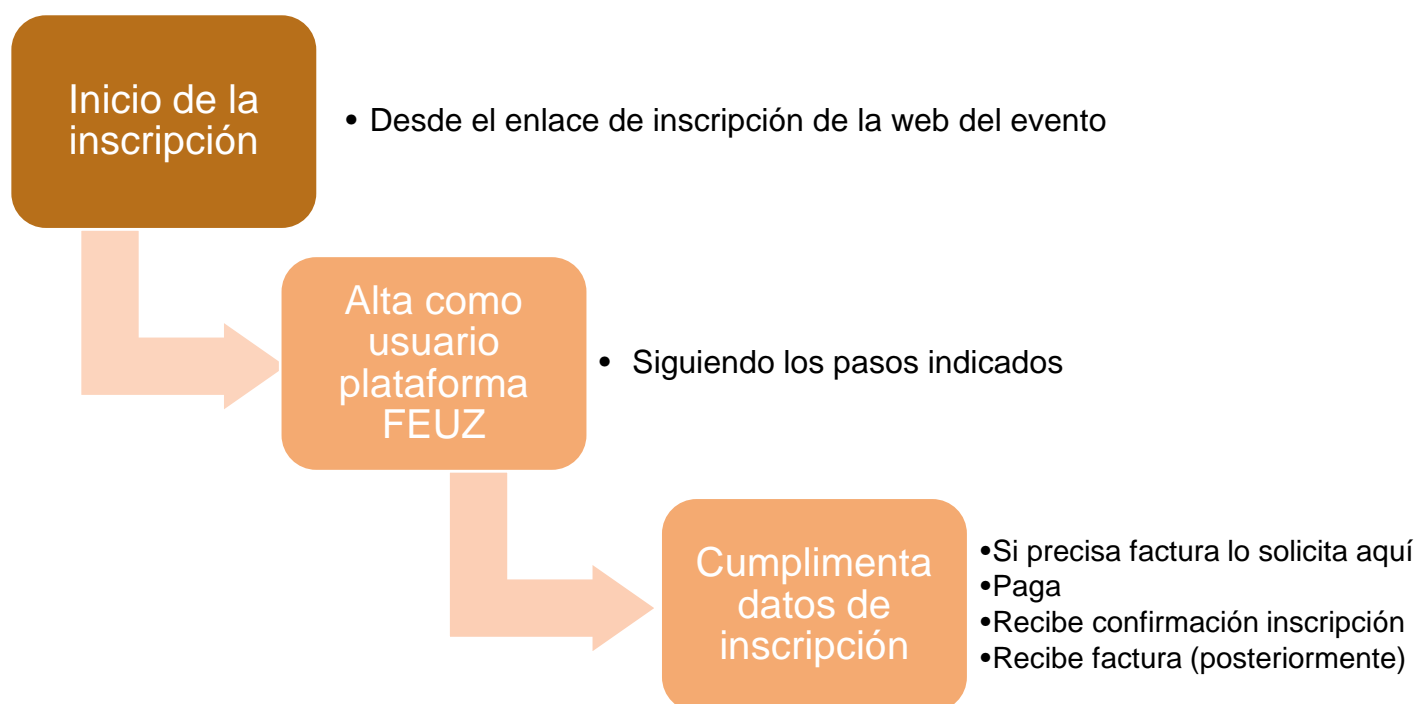 Inicio de la
inscripción
• Desde el enlace de inscripción de la web del evento
Alta como
usuario
plataforma
FEUZ
• Siguiendo los pasos indicados
Cumplimenta
datos de
inscripción
•Si precisa factura lo solicita aquí
•Paga
•Recibe confirmación inscripción
•Recibe factura (posteriormente)